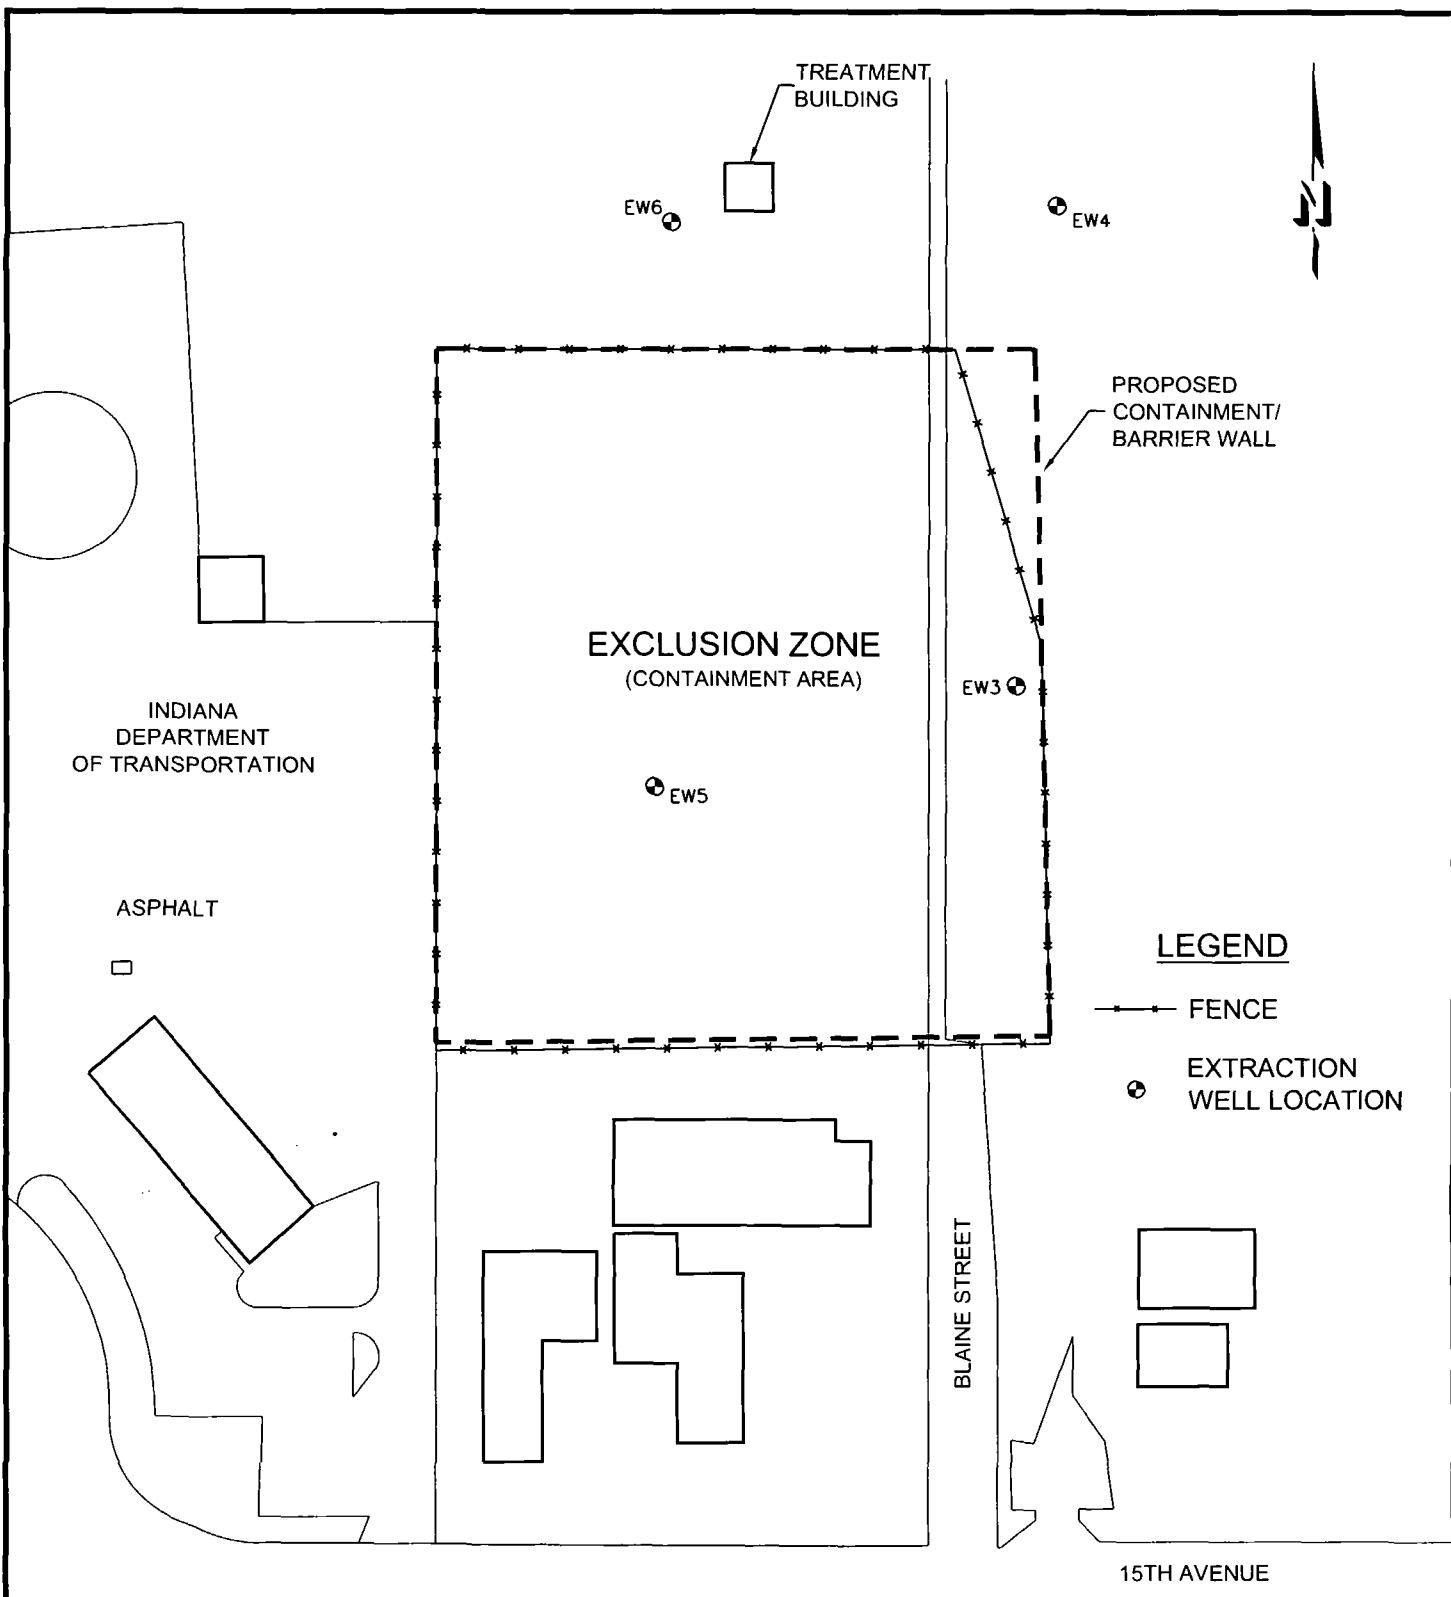 TREATMENT
BUILDING
EW6
EW4
N
PROPOSED
CONTAINMENT/
BARRIER WALL
EXCLUSION ZONE
(CONTAINMENT AREA)
EW3
INDIANA
DEPARTMENT
OF TRANSPORTATION
EW5
ASPHALT
LEGEND
FENCE
EXTRACTION
WELL LOCATION
BLAINE STREET
15TH AVENUE